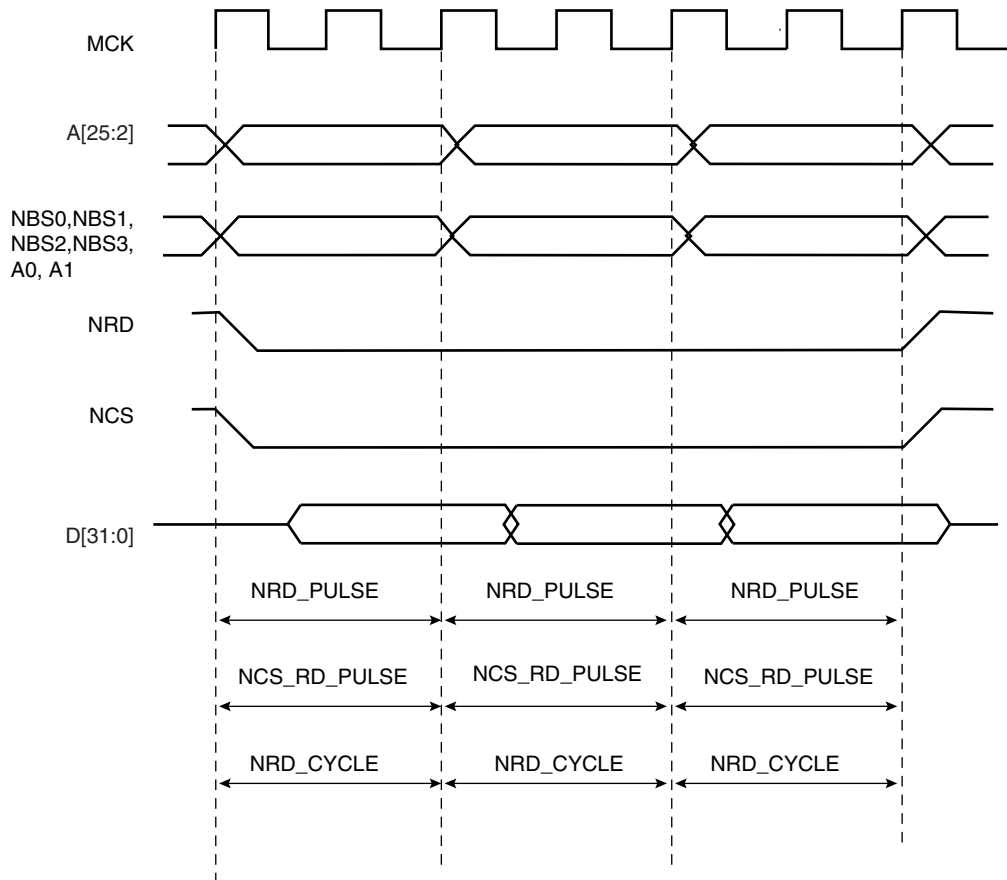 MCK
A[25:2]
NBS0,NBS1,
NBS2,NBS3,
A0, A1
NRD
NCS
D[31:0]
NRD_PULSE NRD_PULSE NRD_PULSE
NCS_RD_PULSE NCS_RD_PULSE NCS_RD_PULSE
NRD_CYCLE NRD_CYCLE NRD_CYCLE